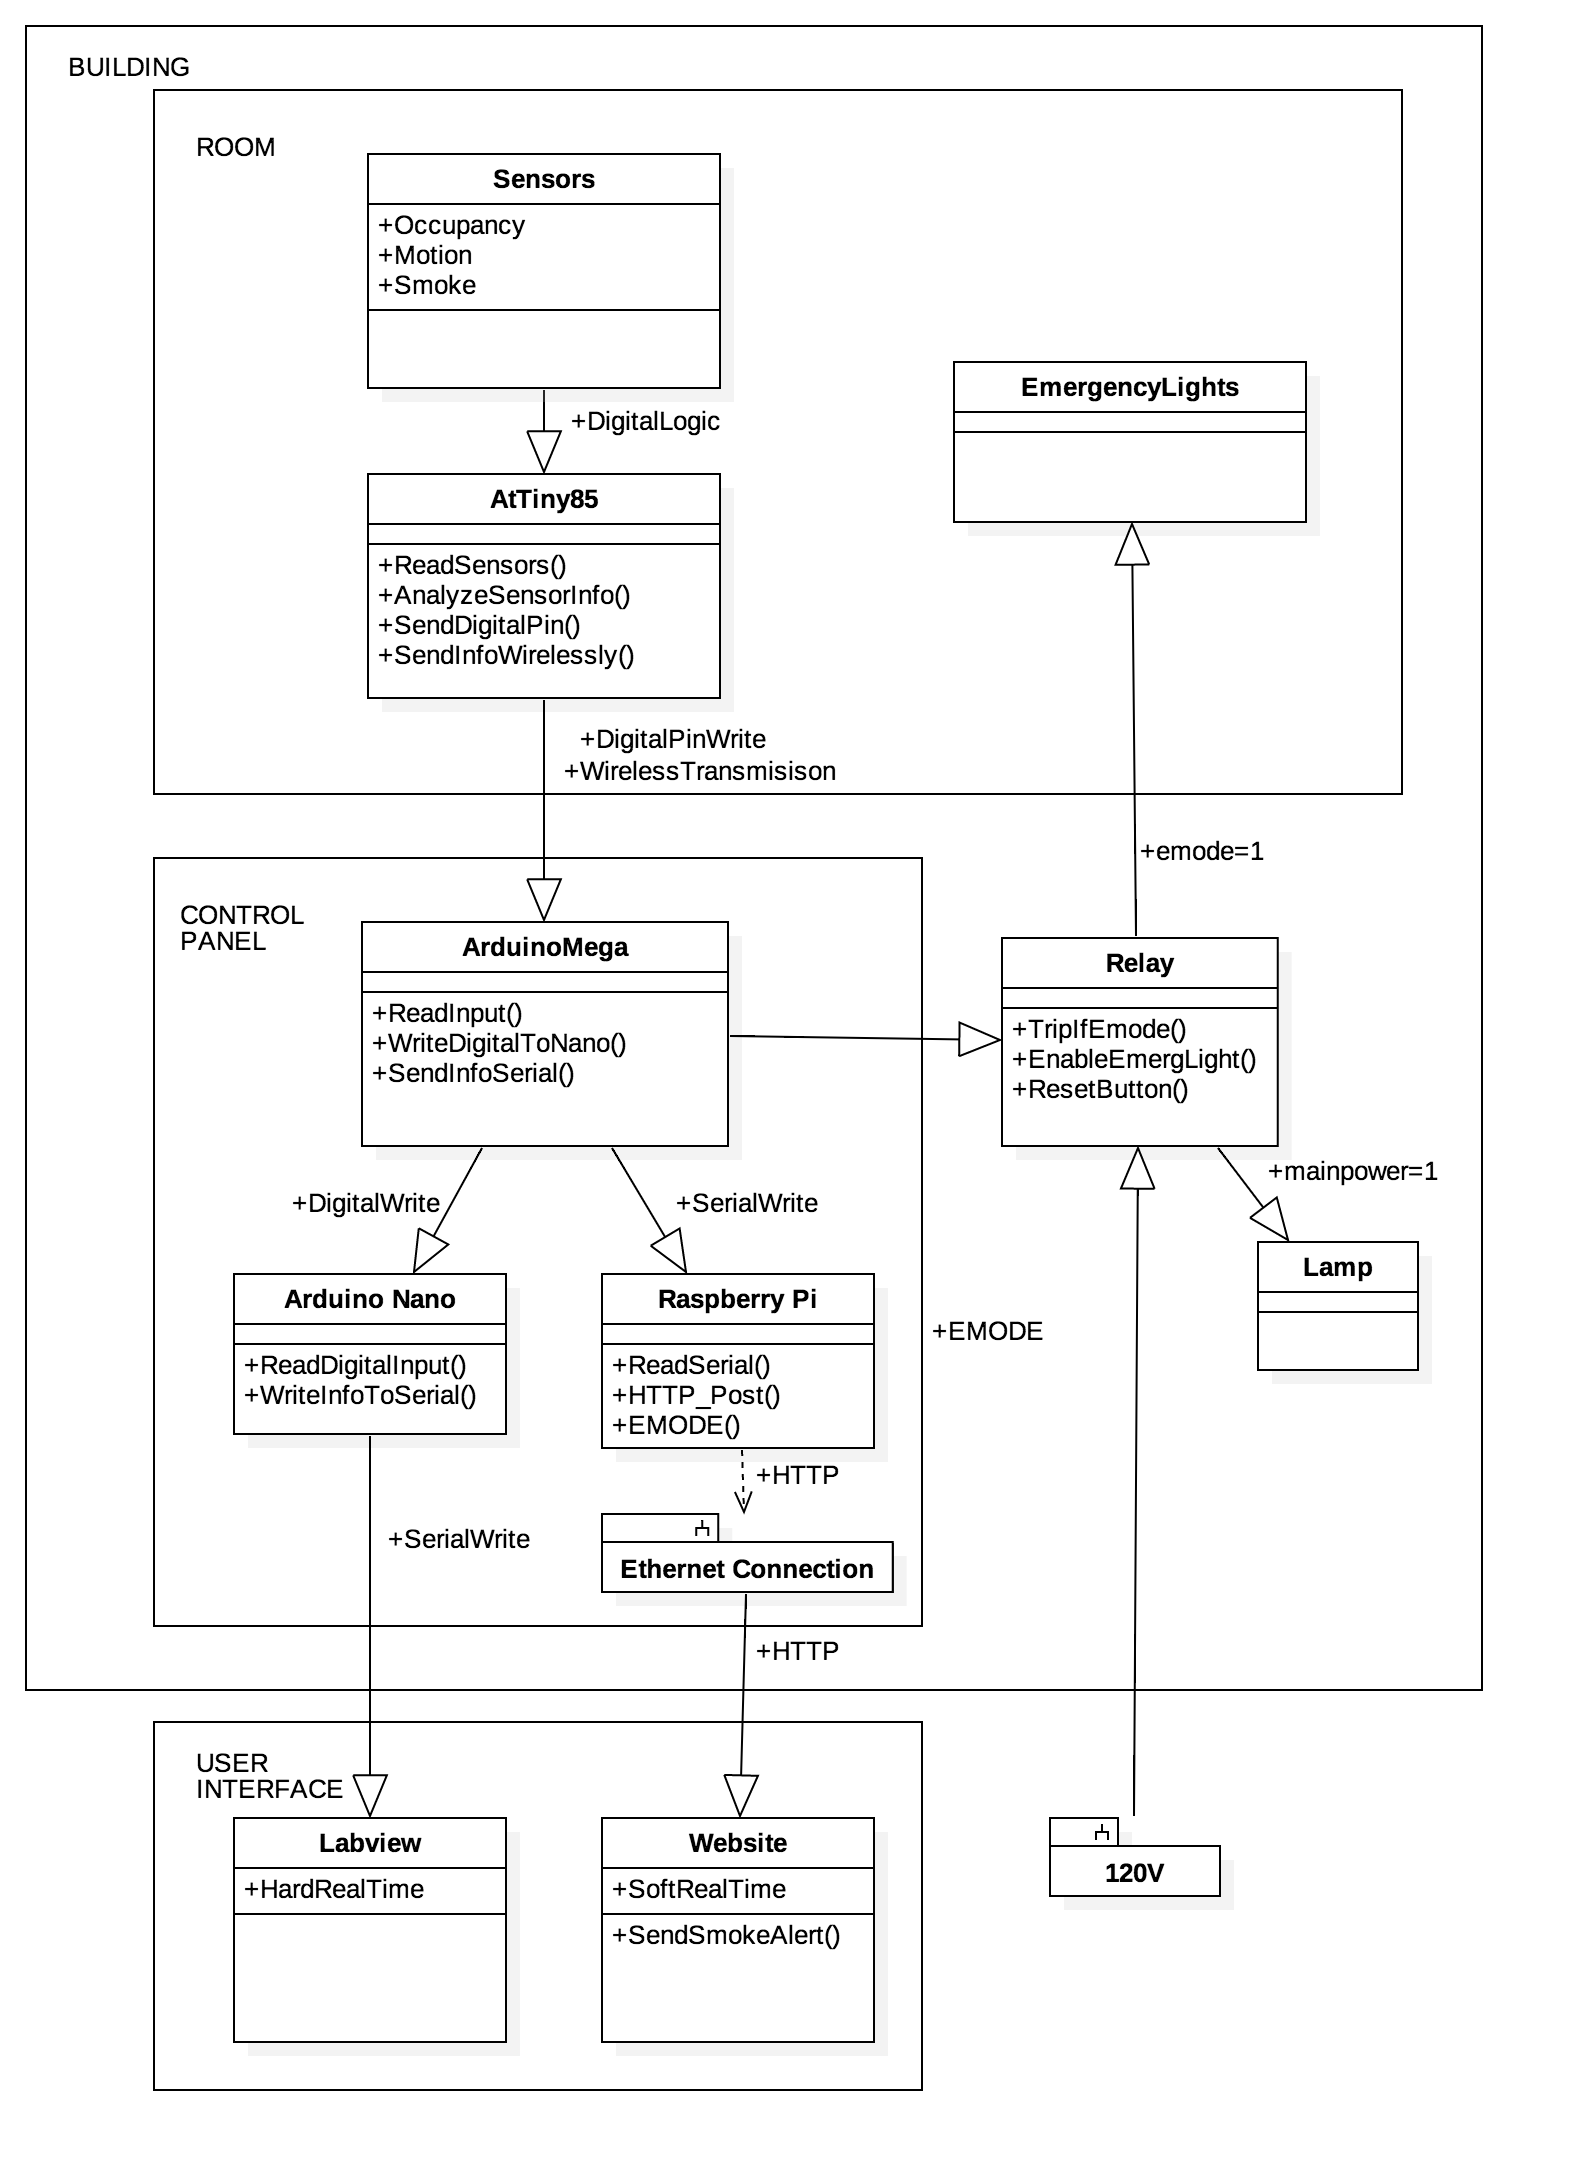 BUILDING
ROOM
Sensors
+Occupancy
+Motion
+Smoke
+DigitalLogic
EmergencyLights
AtTiny85
+ReadSensors()
+AnalyzeSensorInfo()
+SendDigitalPin()
+SendInfoWirelessly()
+DigitalPinWrite
+WirelessTransmisison
+emode=1
CONTROL
PANEL
ArduinoMega
+ReadInput()
+WriteDigitalToNano()
+SendInfoSerial()
Relay
+TripIfEmode()
+EnableEmergLight()
+ResetButton()
+DigitalWrite
+SerialWrite
+mainpower=1
Lamp
Arduino Nano
+ReadDigitalInput()
+WriteInfoToSerial()
Raspberry Pi
+ReadSerial()
+HTTP_Post()
+EMODE()
+EMODE
+HTTP
+SerialWrite
Ethernet Connection
+HTTP
USER
INTERFACE
Labview
+HardRealTime
Website
+SoftRealTime
+SendSmokeAlert()
120V